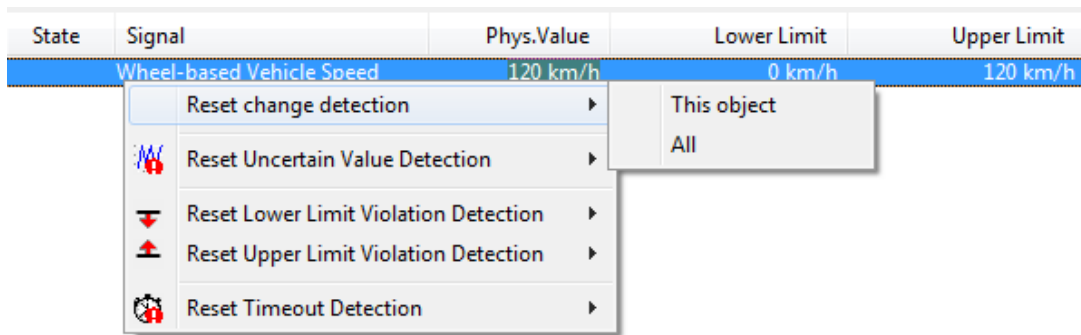 State Signal Phys.Value Lower Limit Upper Limit
Wheel-based Vehicle Speed 120 km/h 0 km/h 120 km/h
Reset change detection This object
All
Reset Uncertain Value Detection
Reset Lower Limit Violation Detection
Reset Upper Limit Violation Detection
Reset Timeout Detection